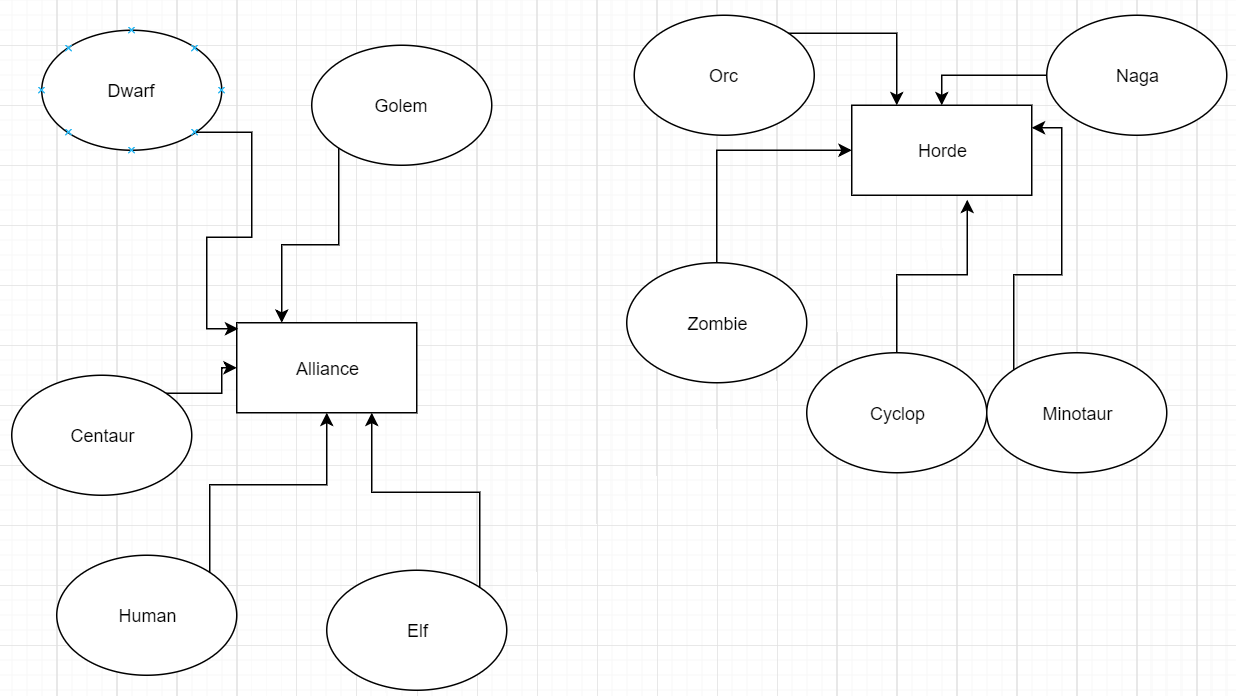 Dwarf
Golem
Alliance
Centaur
Human
Elf
Orc
Naga
Horde
Zombie
Cyclop
Minotaur